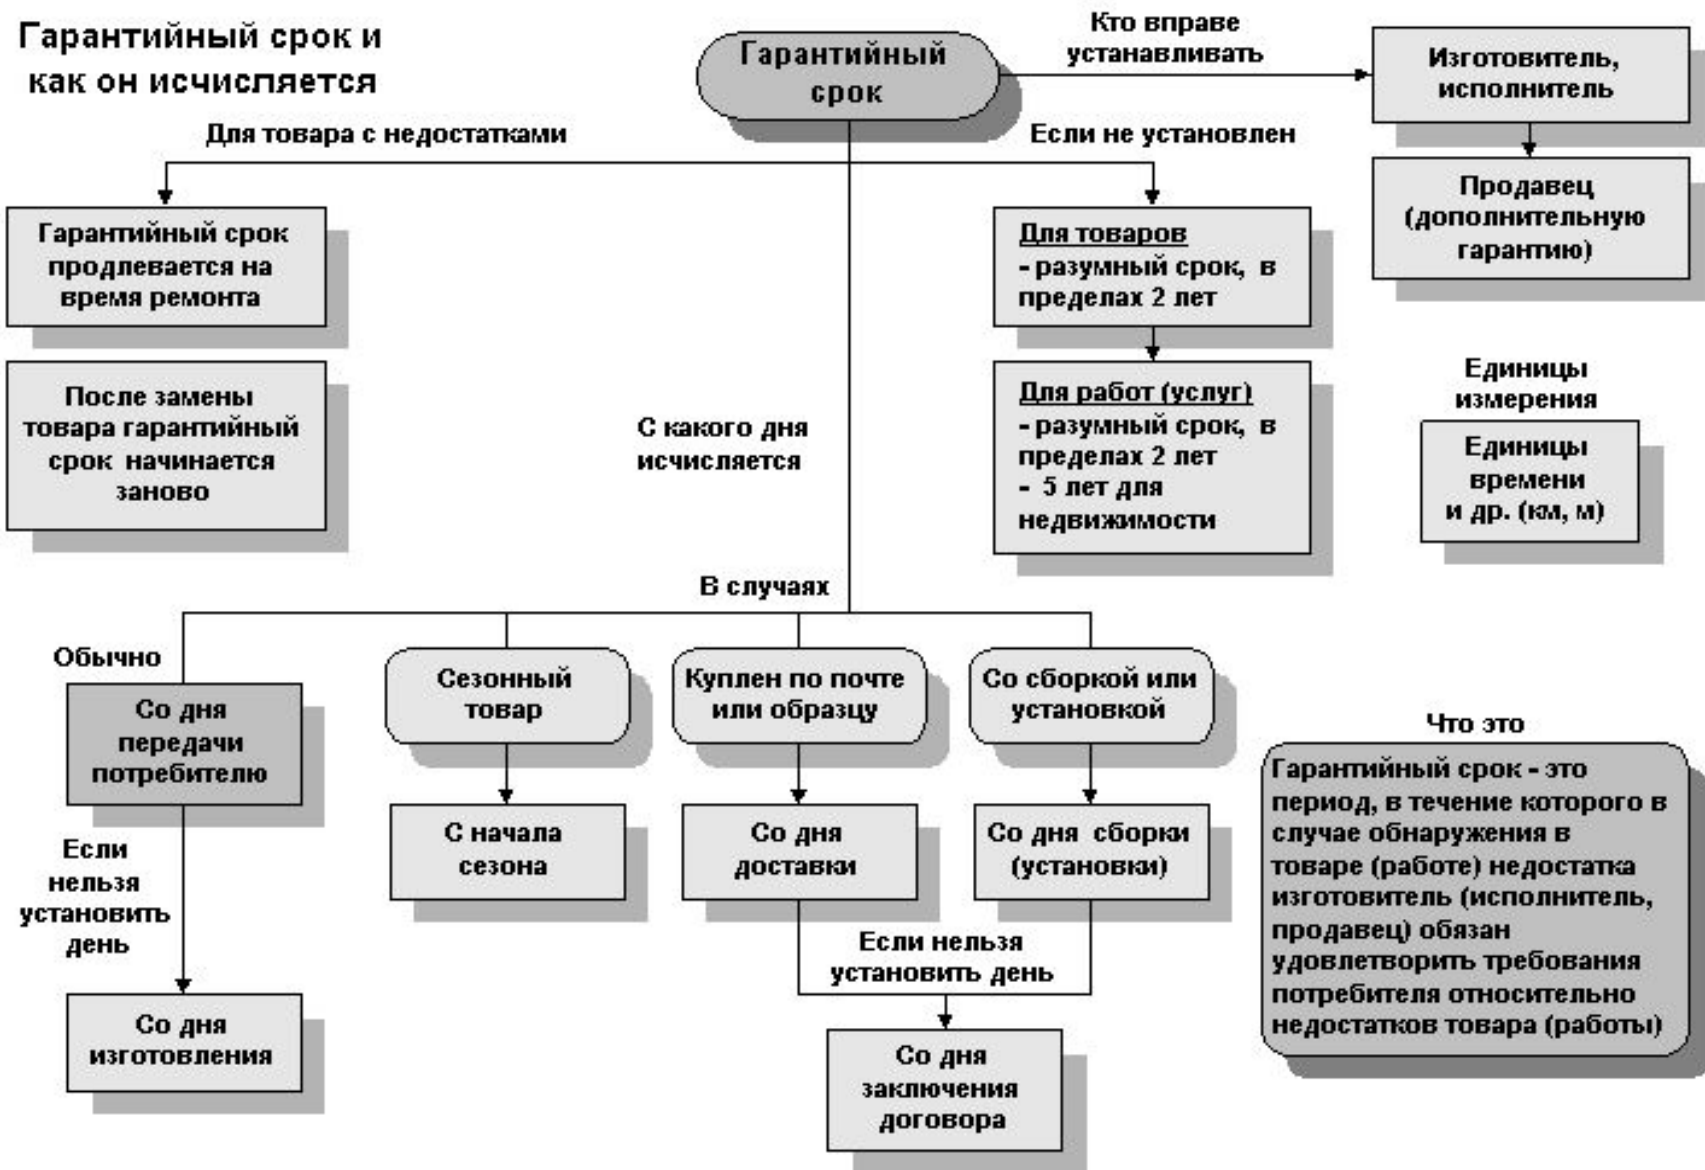 Гарантийный срок и
как он исчисляется
Гарантийный
срок
Кто вправе
устанавливать
Изготовитель,
исполнитель
Продавец
(дополнительную
гарантию)
Для товара с недостатками
Гарантийный срок
продлевается на
время ремонта
После замены
товара гарантийный
срок начинается
заново
Если не установлен
Для товаров
- разумный срок, в
пределах 2 лет
Для работ (услуг)
- разумный срок, в
пределах 2 лет
- 5 лет для
недвижимости
Единицы
измерения
Единицы
времени
и др. (км, м)
С какого дня
исчисляется
В случаях
Обычно
Со дня
передачи
потребителю
Если
нельзя
установить
день
Со дня
изготовления
Сезонный
товар
С начала
сезона
Куплен по почте
или образцу
Со дня
доставки
Со сборкой или
установкой
Со дня сборки
(установки)
Если нельзя
установить день
Со дня
заключения
договора
Что это
Гарантийный срок - это
период, в течение которого в
случае обнаружения в
товаре (работе) недостатка
изготовитель (исполнитель,
продавец) обязан
удовлетворить требования
потребителя относительно
недостатков товара (работы)